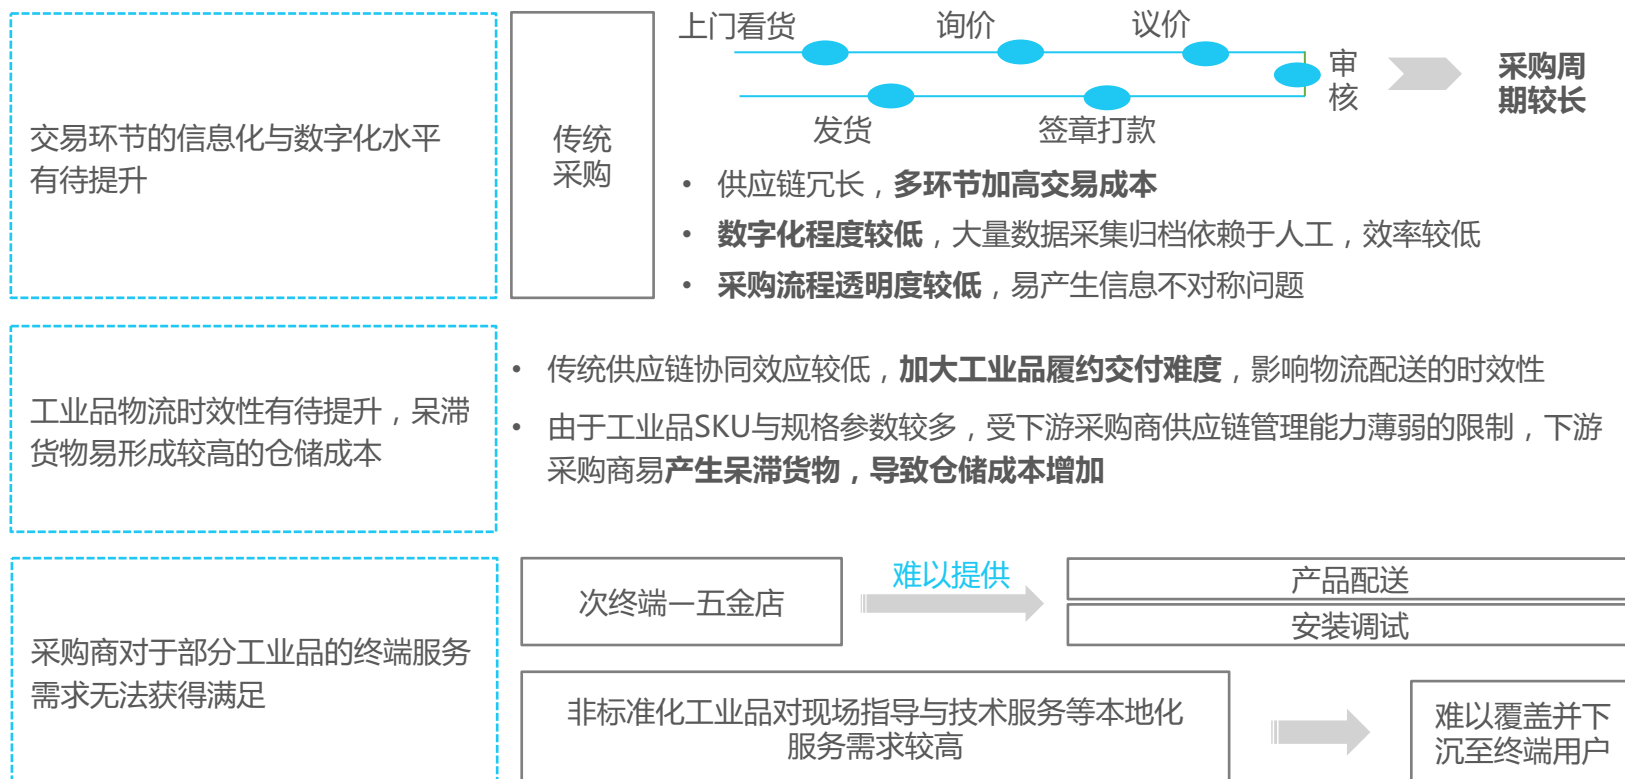 交易环节的信息化与数字化水平
有待提升
传统
采购
上门看货
询价
议价
审
核
发货
签章打款
采购周
期较长
• 供应链冗长，多环节加高交易成本
• 数字化程度较低，大量数据采集归档依赖于人工，效率较低
• 采购流程透明度较低，易产生信息不对称问题
工业品物流时效性有待提升，呆滞
货物易形成较高的仓储成本
• 传统供应链协同效应较低，加大工业品履约交付难度，影响物流配送的时效性
• 由于工业品SKU与规格参数较多，受下游采购商供应链管理能力薄弱的限制，下游
采购商易产生呆滞货物，导致仓储成本增加
采购商对于部分工业品的终端服务
需求无法获得满足
次终端—五金店
难以提供
产品配送
安装调试
非标准化工业品对现场指导与技术服务等本地化
服务需求较高
难以覆盖并下
沉至终端用户